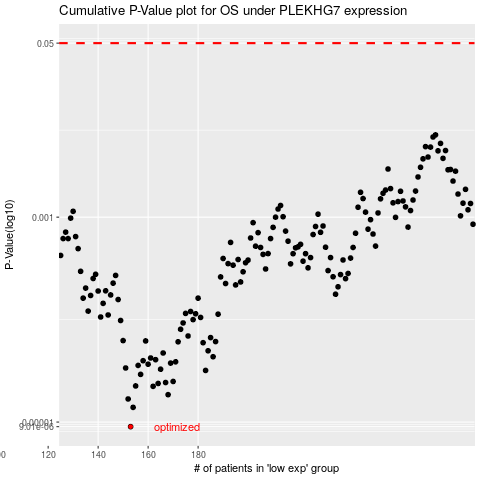 Cumulative P-Value plot for OS under PLEKHG7 expression
0.05
P-Value(log10)
0.001
0.00001
9.01e-06
optimized
00 120 140 160 180
# of patients in 'low exp' group